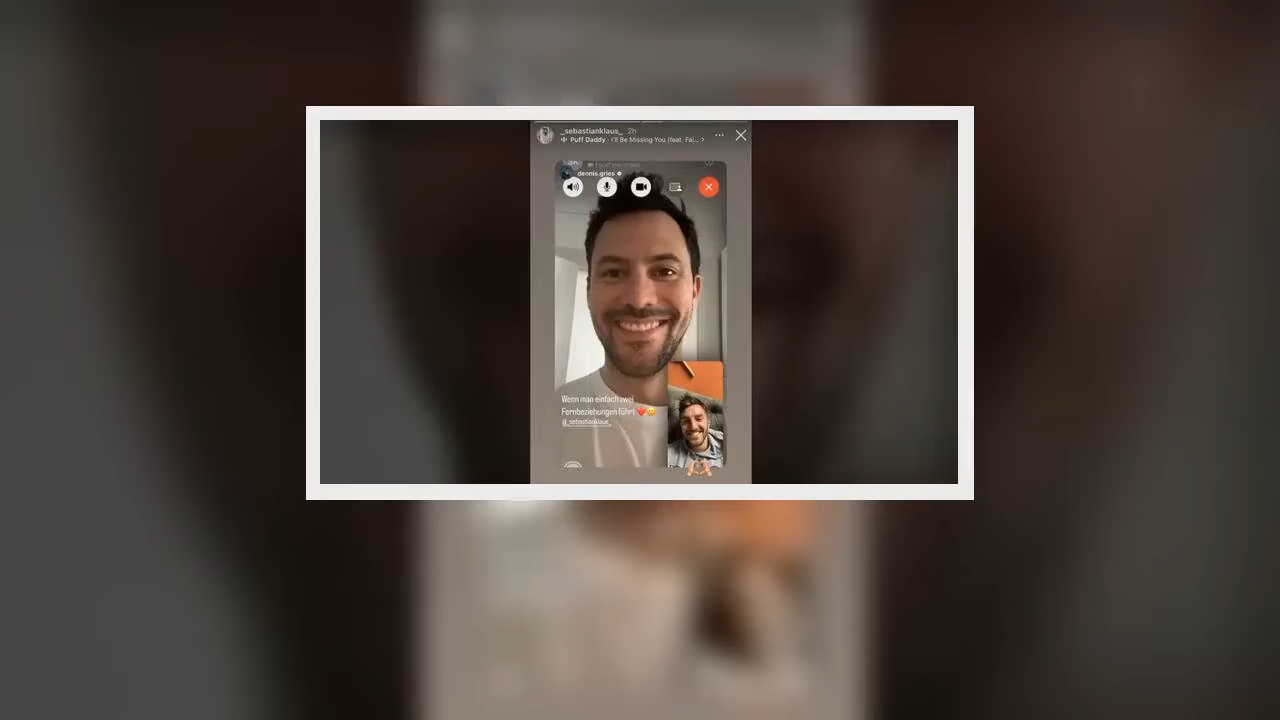 _sebastianklaus_ 2h
Puff Daddy · I'll Be Missing You (feat. Fai...
dennis.gries
Wenn man einfach zwei
Fernbeziehungen führt ❤️😊
@_sebastianklaus_